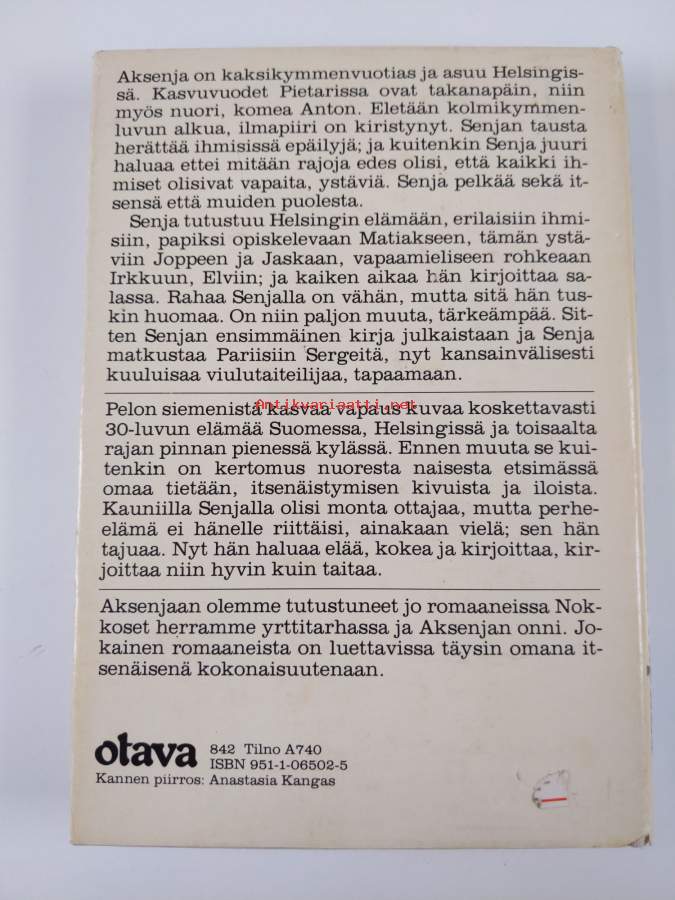 Aksenja on kaksikymmenvuotias ja asuu Helsingis-
sä. Kasvuvuodet Pietarissa ovat takanapäin, niin
myös nuori, komea Anton. Eletään kolmikymmen-
luvun alkua, ilmapiiri on kiristynyt. Senjan tausta
herättää ihmisissä epäilyjä; ja kuitenkin Senja juuri
haluaa ettei mitään rajoja edes olisi, että kaikki ih-
miset olisivat vapaita, ystäviä. Senja pelkää sekä it-
sensä että muiden puolesta.
Senja tutustuu Helsingin elämään, erilaisiin ihmi-
siin, papiksi opiskelevaan Matiakseen, tämän ystä-
viin Joppeen ja Jaskaan, vapaamieliseen rohkeaan
Irkkuun, Elviin; ja kaiken aikaa hän kirjoittaa sa-
lassa. Rahaa Senjalla on vähän, mutta sitä hän tus-
kin huomaa. On niin paljon muuta, tärkeämpää. Sit-
ten Senjan ensimmäinen kirja julkaistaan ja Senja
matkustaa Pariisiin Sergeitä, nyt kansainvälisesti
kuuluisaa viulutaiteilijaa, tapaamaan.
Antikvariaatti.net
Pelon siemenistä kasvaa vapaus kuvaa koskettavasti
30-luvun elämää Suomessa, Helsingissä ja toisaalta
rajan pinnan pienessä kylässä. Ennen muuta se kui-
tenkin on kertomus nuoresta naisesta etsimässä
omaa tietään, itsenäistymisen kivuista ja iloista.
Kauniilla Senjalla olisi monta ottajaa, mutta perhe-
elämä ei hänelle riittäisi, ainakaan vielä; sen hän
tajuaa. Nyt hän haluaa elää, kokea ja kirjoittaa, kir-
joittaa niin hyvin kuin taitaa.
Aksenjaan olemme tutustuneet jo romaaneissa Nok-
koset herramme yrttitarhassa ja Aksenjan onni. Jo-
kainen romaaneista on luettavissa täysin omana it-
senäisenä kokonaisuutenaan.
otava
842 Tilno A740
ISBN 951-1-06502-5
Kannen piirros: Anastasia Kangas